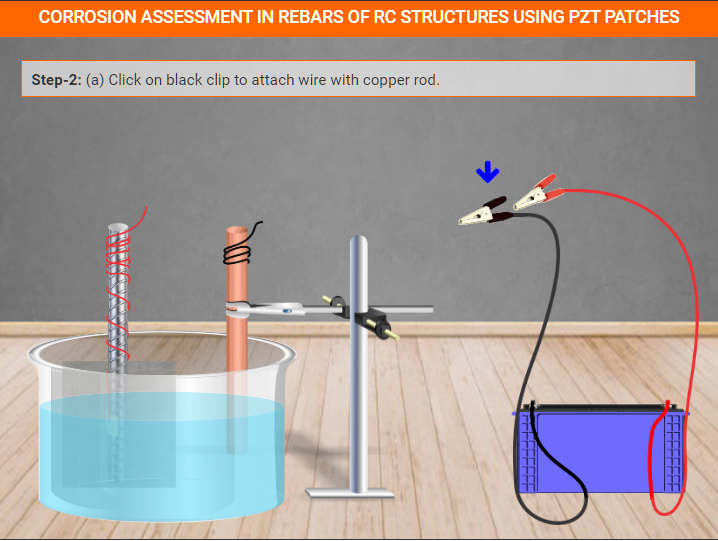 CORROSION ASSESSMENT IN REBARS OF RC STRUCTURES USING PZT PATCHES
Step-2: (a) Click on black clip to attach wire with copper rod.